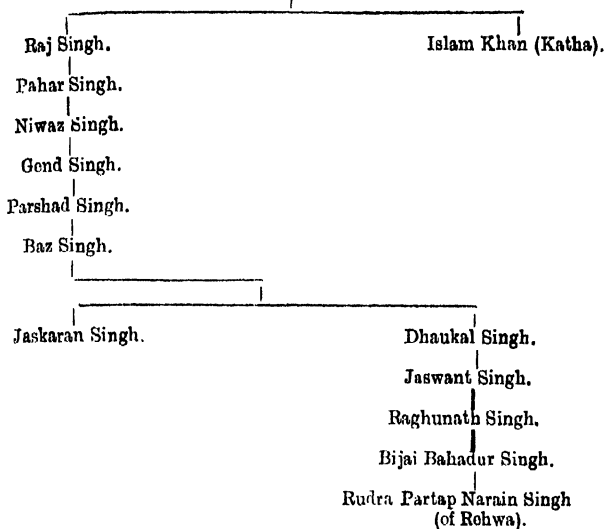 Raj Singh. Islam Khan (Katha).
Pahar Singh.
Niwaz Singh.
Gond Singh.
Parshad Singh.
Baz Singh.
Jaskaran Singh. Dhaukal Singh.
Jaswant Singh.
Raghunath Singh.
Bijai Bahadur Singh.
Rudra Partap Narain Singh
(of Rohwa).